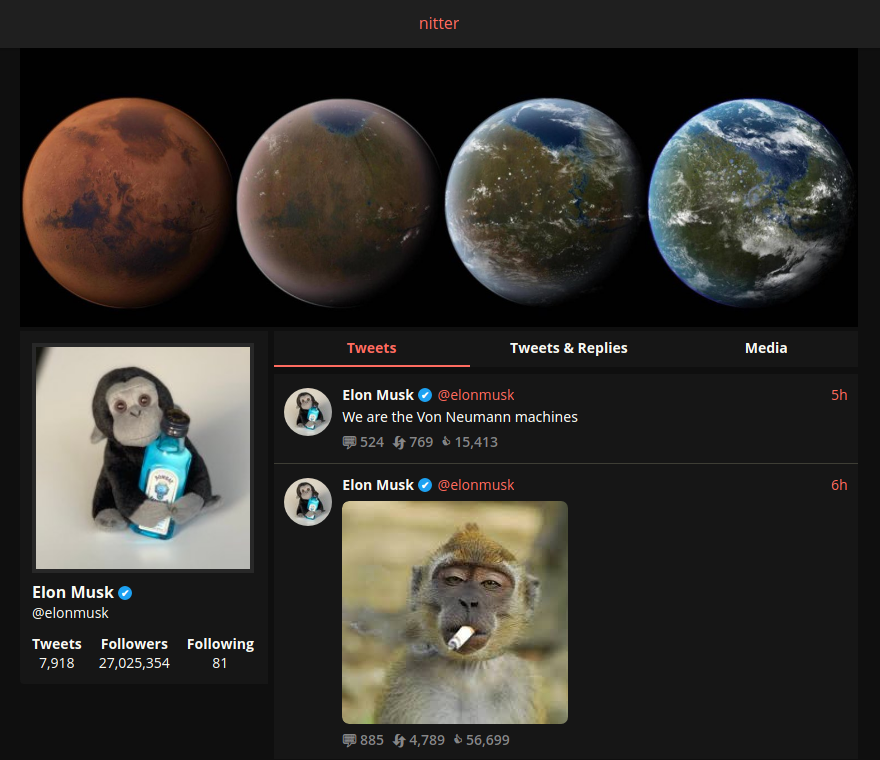 nitter
Tweets
Tweets & Replies
Media
Elon Musk @elonmusk 5h
We are the Von Neumann machines
524 769 15,413
Elon Musk @elonmusk 6h
885 4,789 56,699
Elon Musk
@elonmusk
Tweets Followers Following
7,918 27,025,354 81